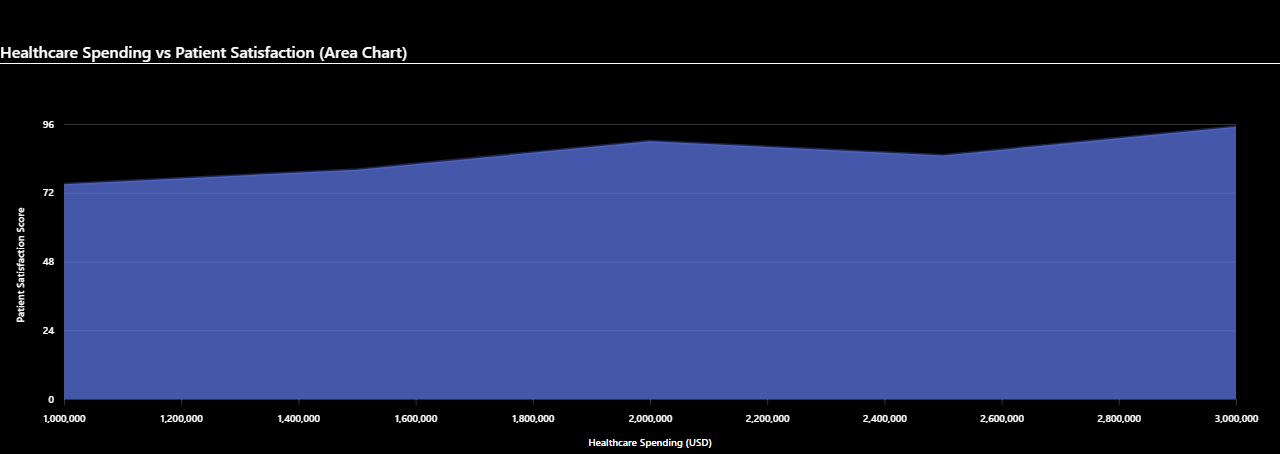 Healthcare Spending vs Patient Satisfaction (Area Chart)
96
72
48
24
0
Patient Satisfaction Score
1,000,000 1,200,000 1,400,000 1,600,000 1,800,000 2,000,000 2,200,000 2,400,000 2,600,000 2,800,000 3,000,000
Healthcare Spending (USD)